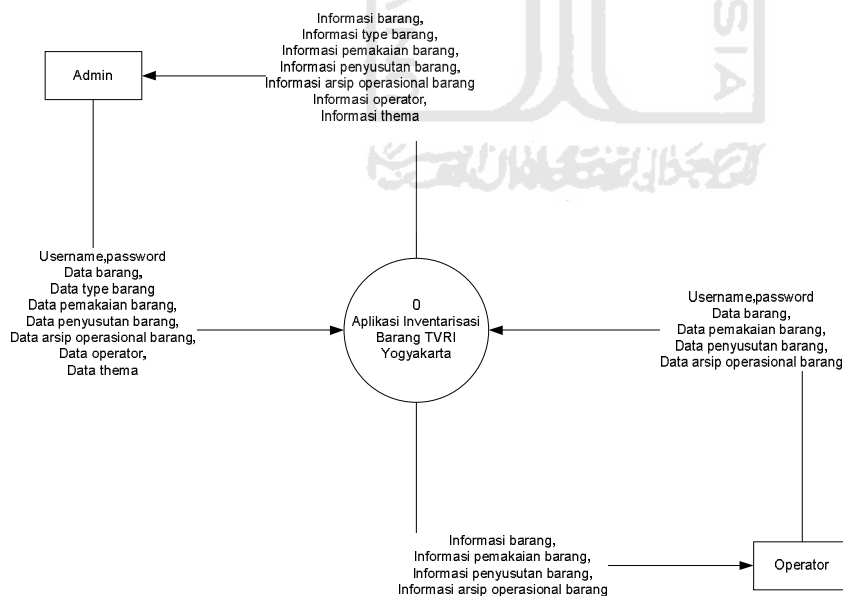 Informasi barang,
Informasi type barang,
Informasi pemakaian barang,
Informasi penyusutan barang,
Informasi arsip operasional barang
Informasi operator,
Informasi thema
Admin
Username,password
Data barang,
Data type barang
Data pemakaian barang,
Data penyusutan barang,
Data arsip operasional barang,
Data operator,
Data thema
0
Aplikasi Inventarisasi
Barang TVRI
Yogyakarta
Username,password
Data barang,
Data pemakaian barang,
Data penyusutan barang,
Data arsip operasional barang
Informasi barang,
Informasi pemakaian barang,
Informasi penyusutan barang,
Informasi arsip operasional barang
Operator
SIA